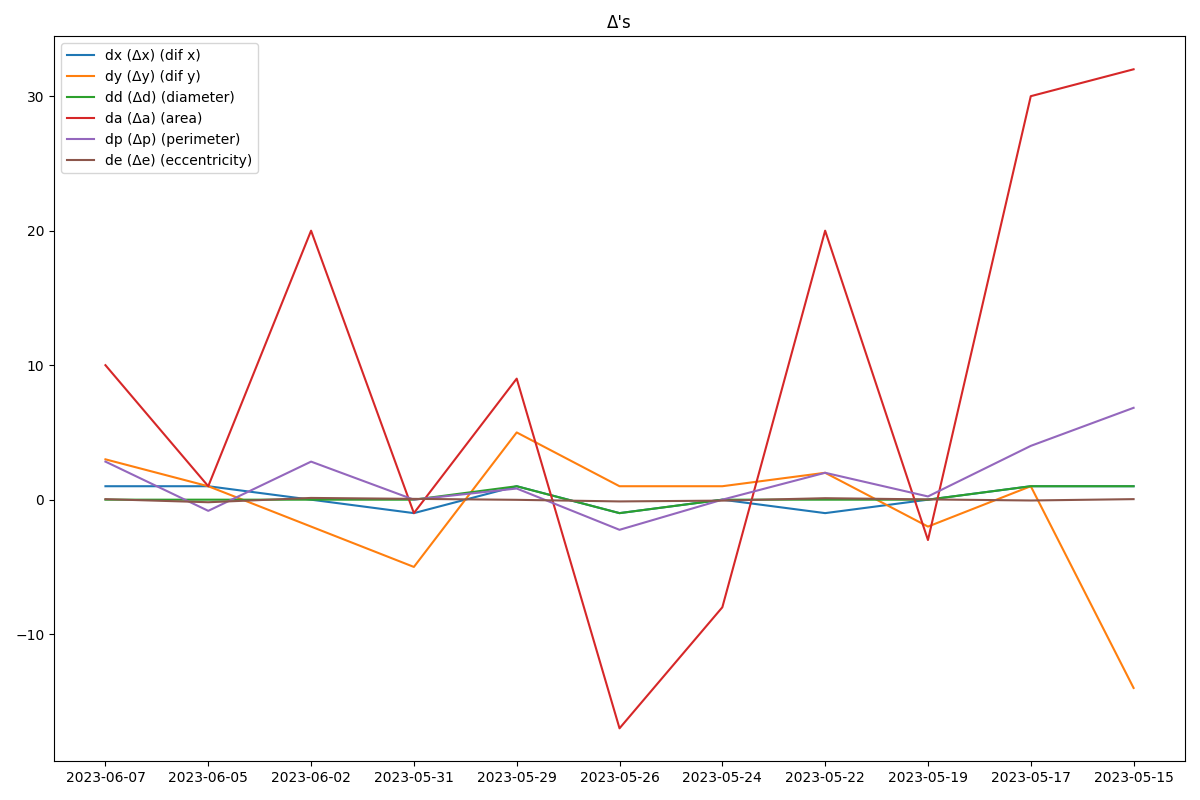 Δ's
dx (Δx) (dif x)
dy (Δy) (dif y)
dd (Δd) (diameter)
da (Δa) (area)
dp (Δp) (perimeter)
de (Δe) (eccentricity)
30
20
10
0
−10
2023-06-07 2023-06-05 2023-06-02 2023-05-31 2023-05-29 2023-05-26 2023-05-24 2023-05-22 2023-05-19 2023-05-17 2023-05-15